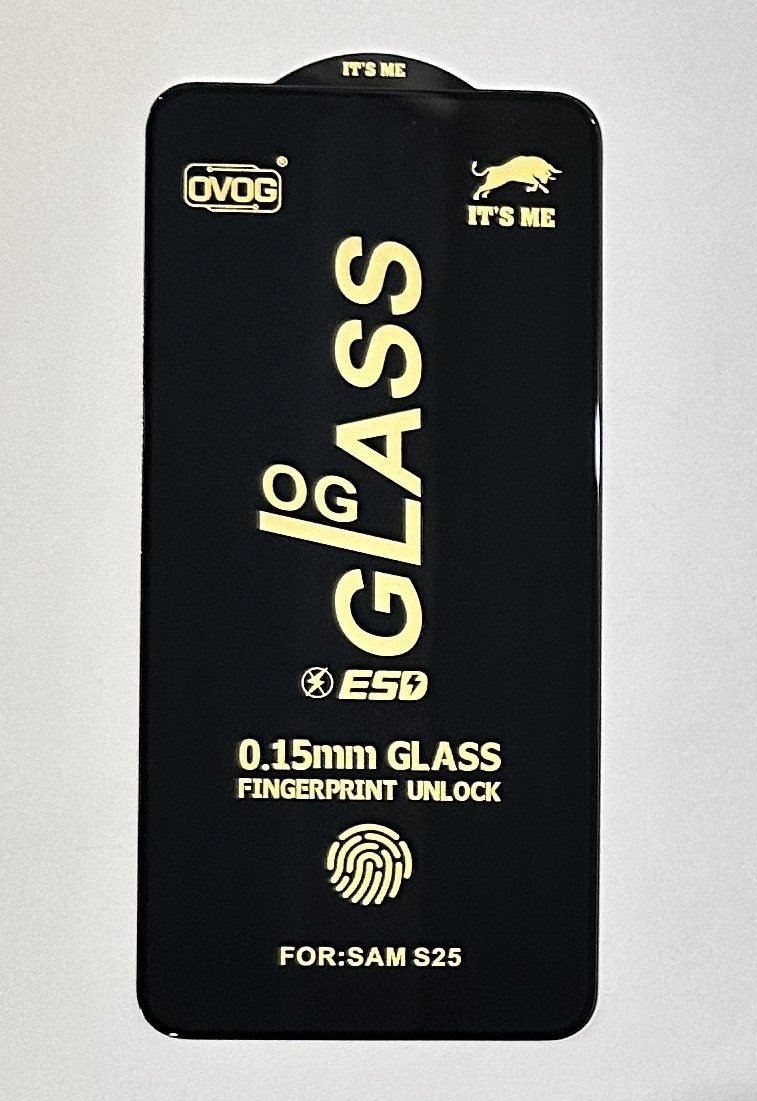 IT'S ME
OVOG®
IT'S ME
OG
GLASS
ESD
0.15mm GLASS
FINGERPRINT UNLOCK
FOR:SAM S25